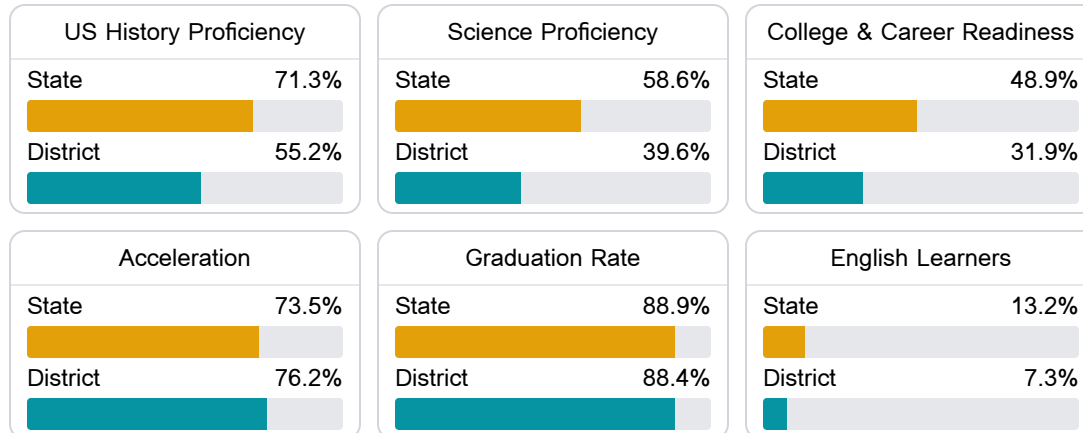 US History Proficiency
State 71.3%
District 55.2%
Science Proficiency
State 58.6%
District 39.6%
College & Career Readiness
State 48.9%
District 31.9%
Acceleration
State 73.5%
District 76.2%
Graduation Rate
State 88.9%
District 88.4%
English Learners
State 13.2%
District 7.3%